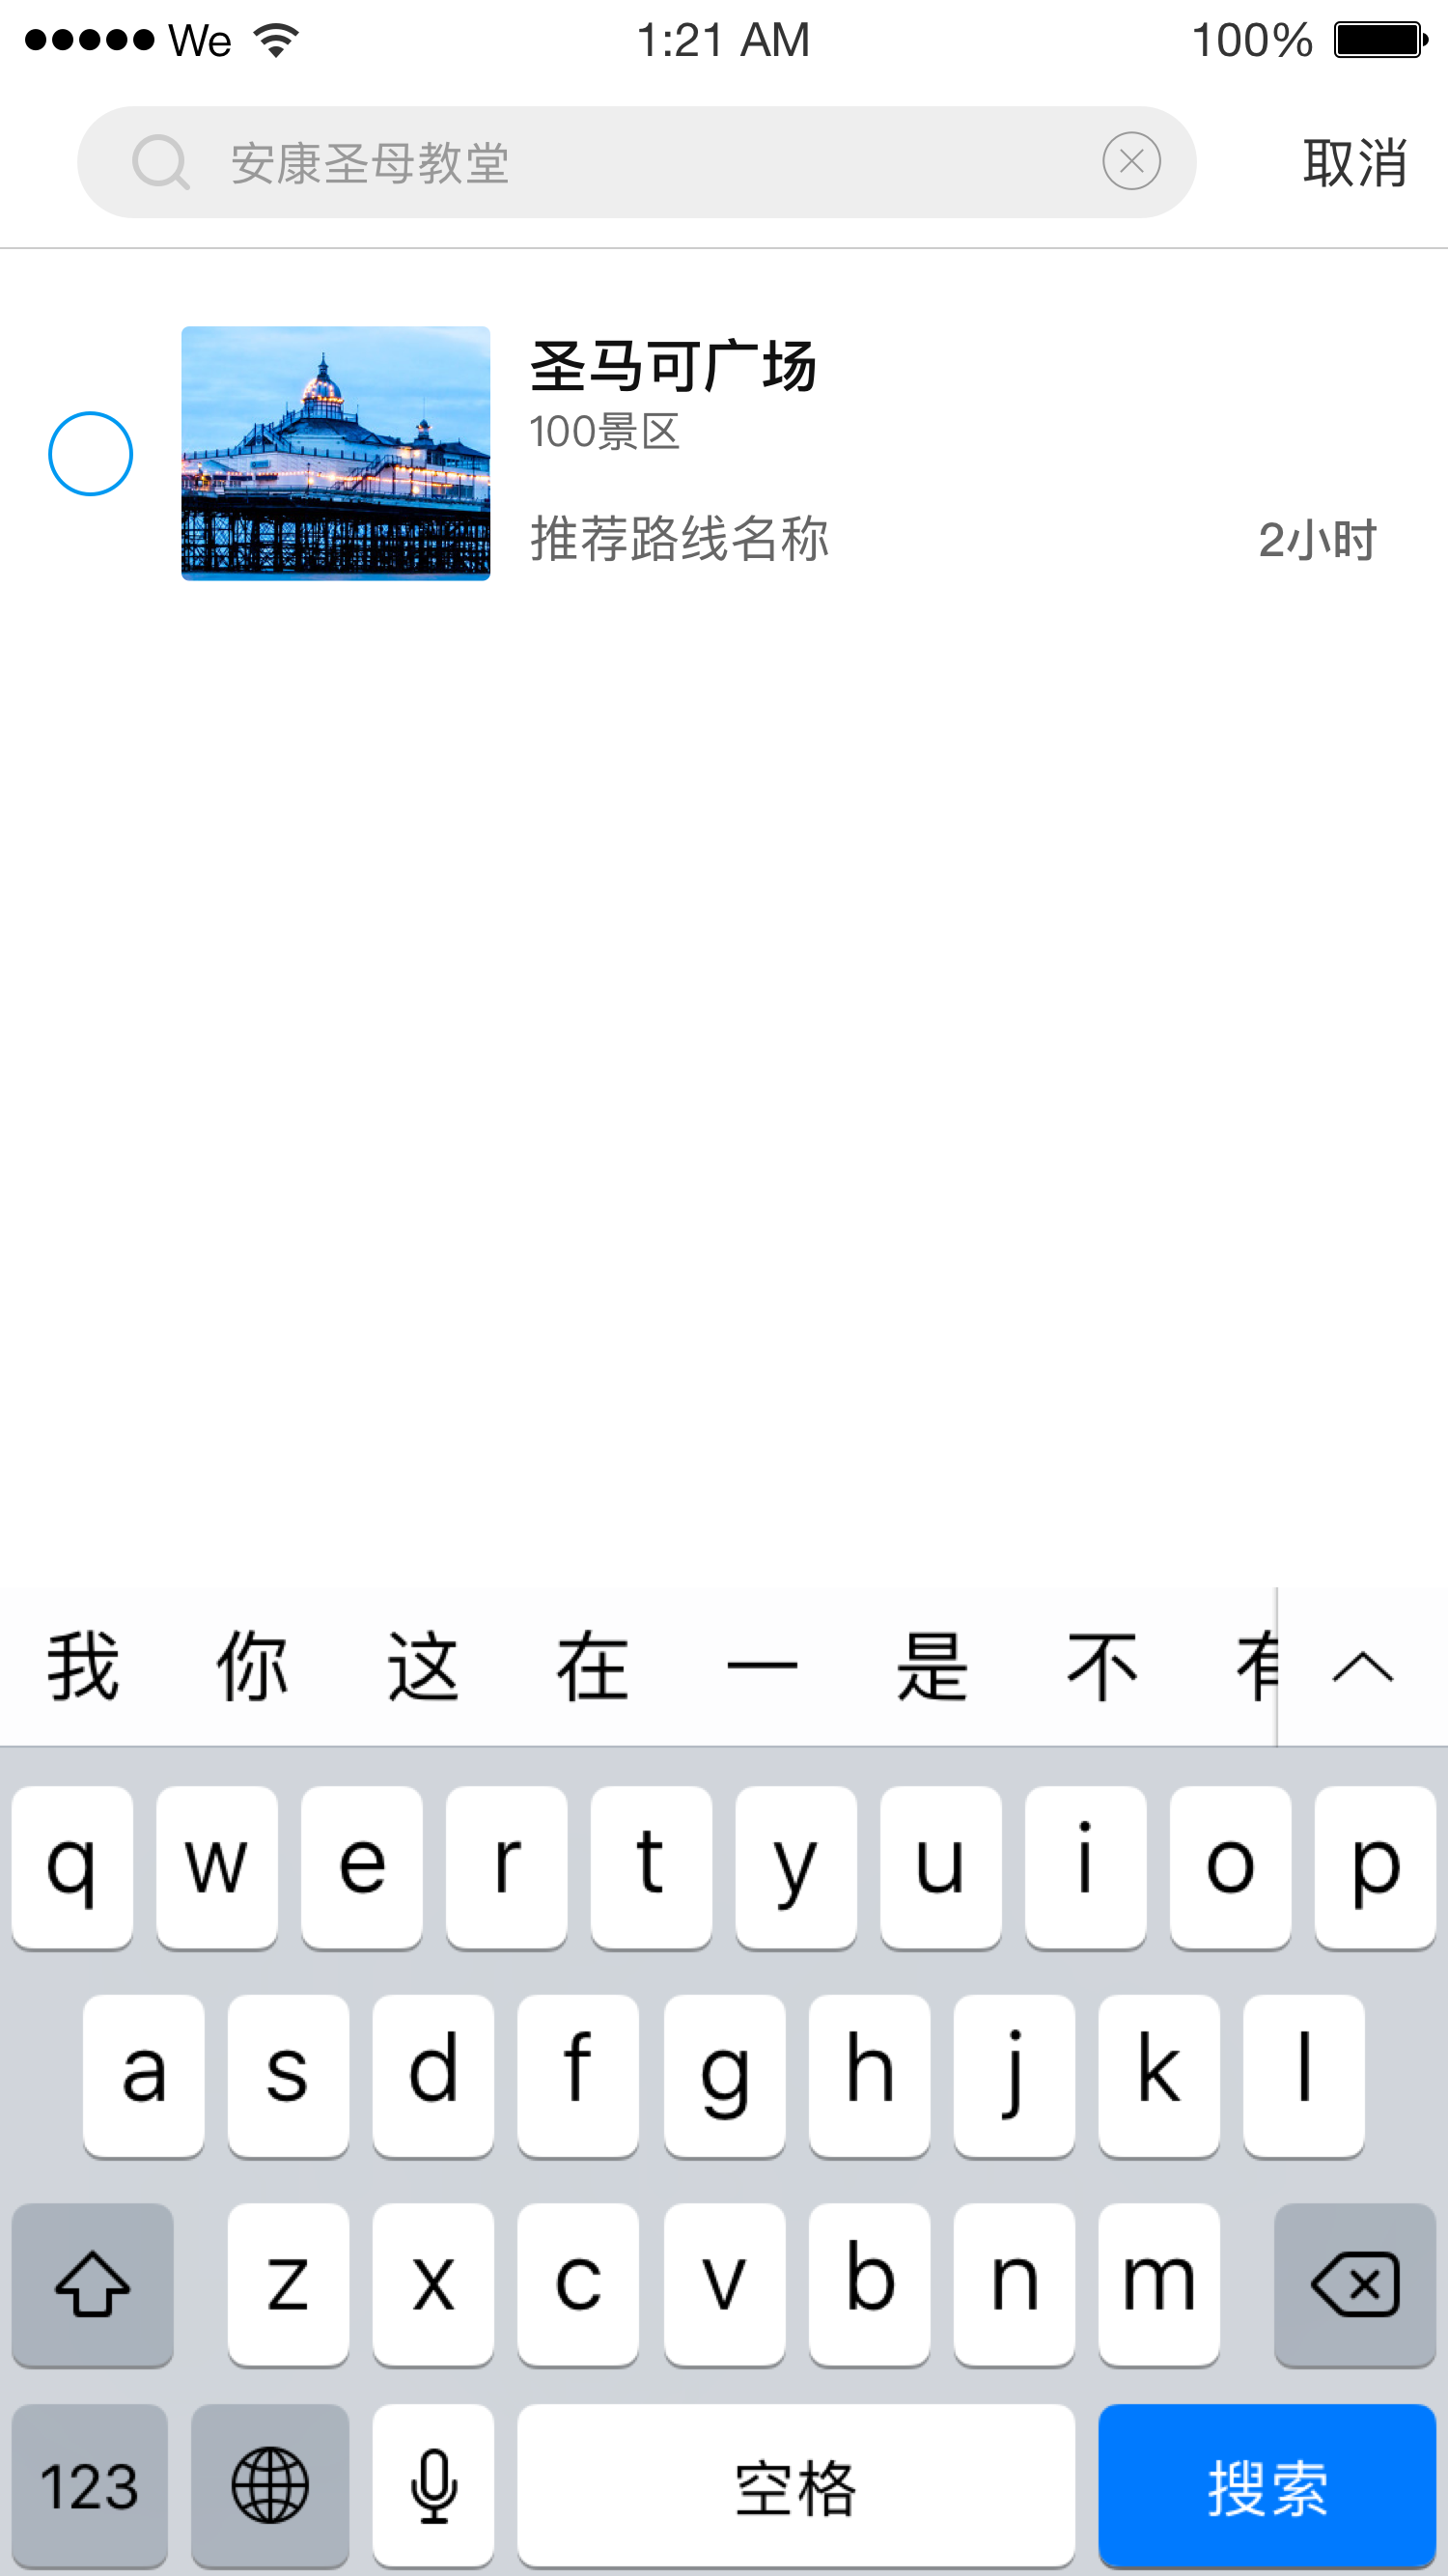 We 1:21 AM 100%
安康圣母教堂 取消
圣马可广场
100景区
推荐路线名称 2小时
我 你 这 在 一 是 不 有
q w e r t y u i o p
a s d f g h j k l
z x c v b n m
123 空格 搜索